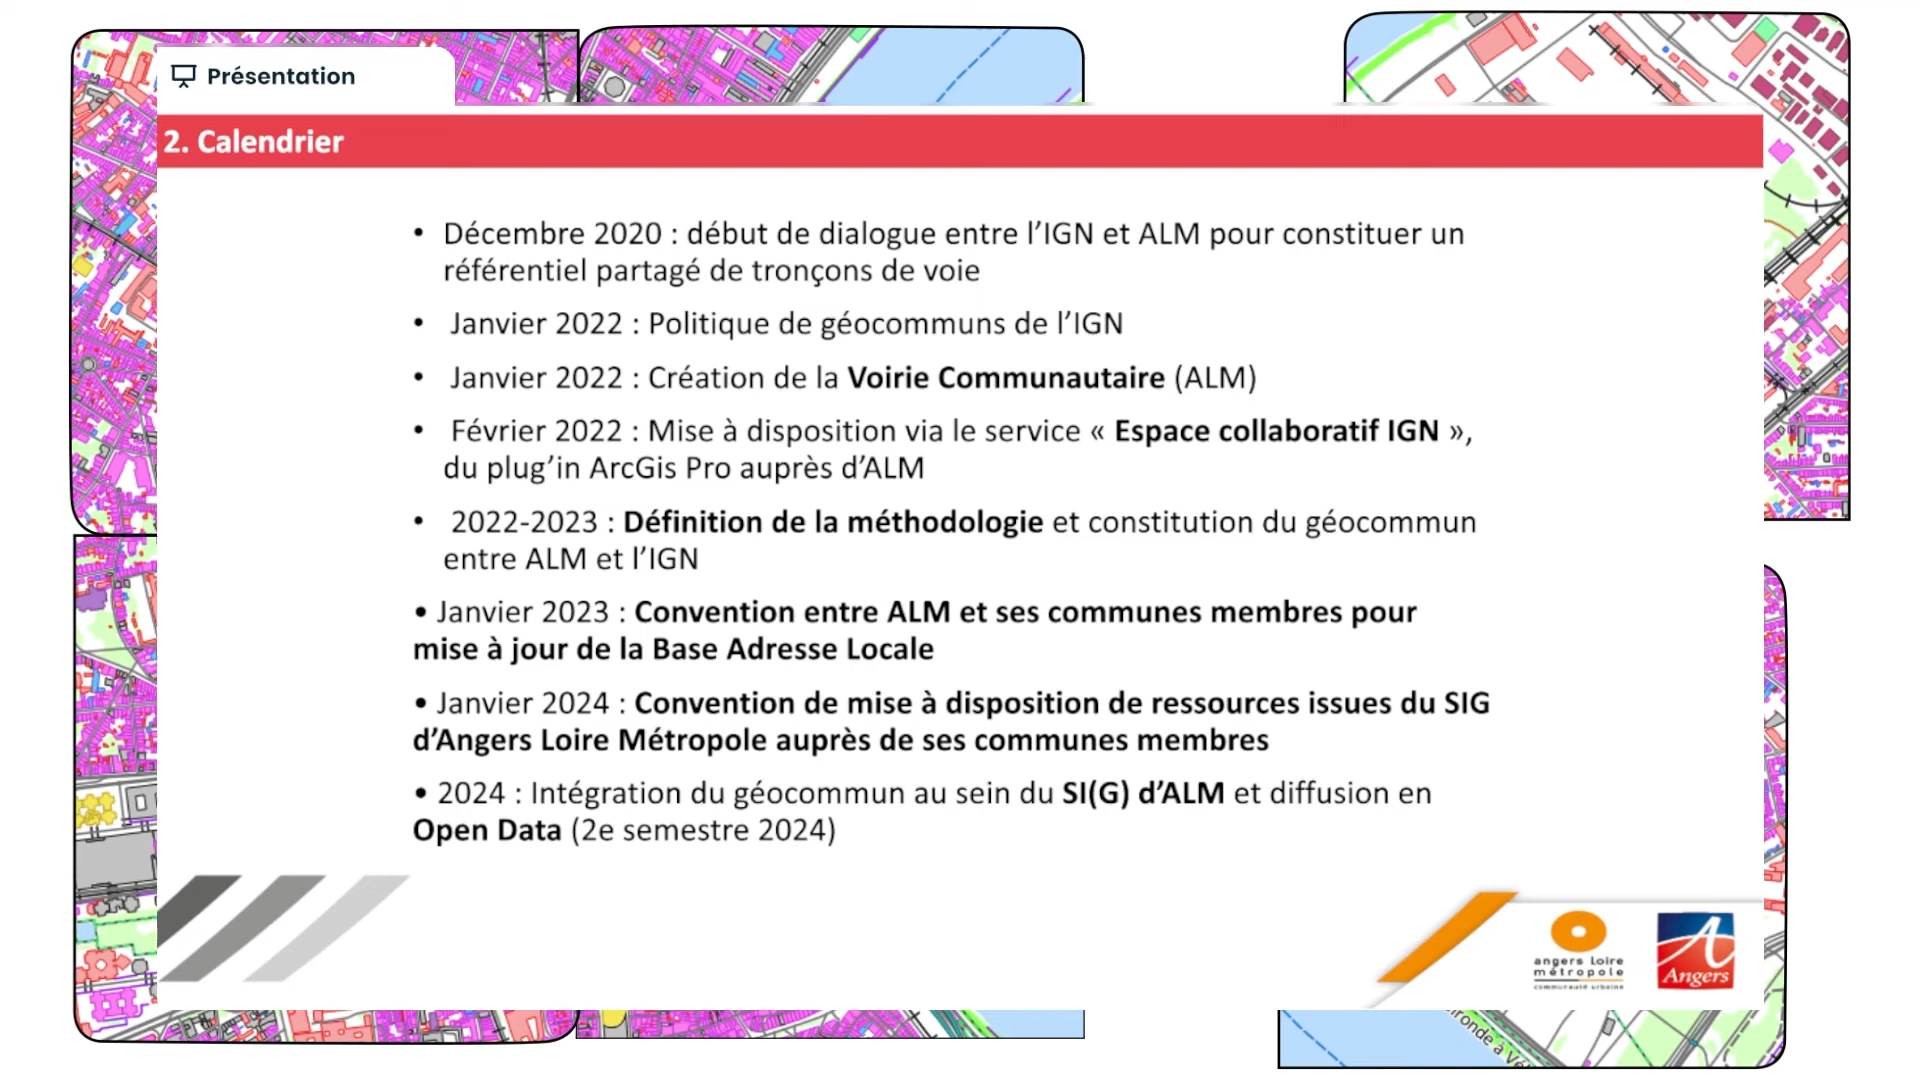 Présentation
2. Calendrier
• Décembre 2020 : début de dialogue entre l’IGN et ALM pour constituer un
référentiel partagé de tronçons de voie
• Janvier 2022 : Politique de géocommuns de l’IGN
• Janvier 2022 : Création de la Voirie Communautaire (ALM)
• Février 2022 : Mise à disposition via le service « Espace collaboratif IGN »,
du plug’in ArcGis Pro auprès d’ALM
• 2022-2023 : Définition de la méthodologie et constitution du géocommun
entre ALM et l’IGN
• Janvier 2023 : Convention entre ALM et ses communes membres pour
mise à jour de la Base Adresse Locale
• Janvier 2024 : Convention de mise à disposition de ressources issues du SIG
d’Angers Loire Métropole auprès de ses communes membres
• 2024 : Intégration du géocommun au sein du SI(G) d’ALM et diffusion en
Open Data (2e semestre 2024)
angers Loire
métropole
communauté urbaine
Angers